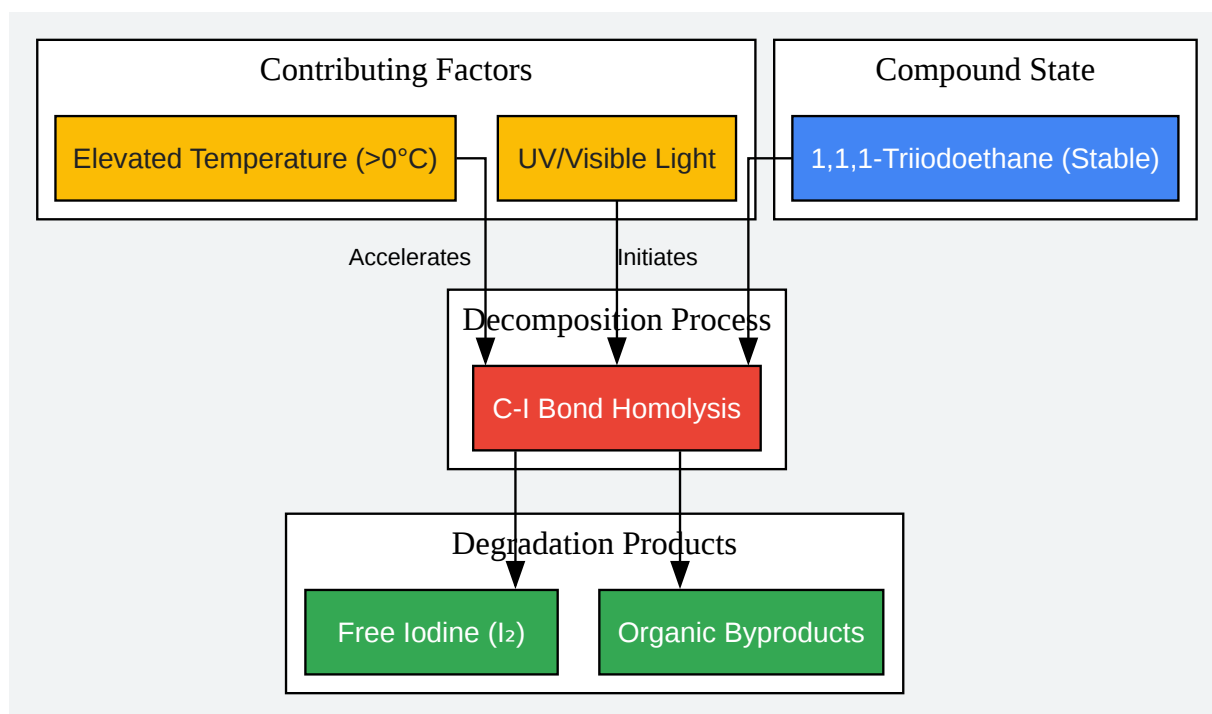 Contributing Factors
Compound State
Elevated Temperature (>0°C)
UV/Visible Light
1,1,1-Triiodoethane (Stable)
Accelerates
Initiates
Decomposition Process
C-I Bond Homolysis
Degradation Products
Free Iodine (I₂)
Organic Byproducts